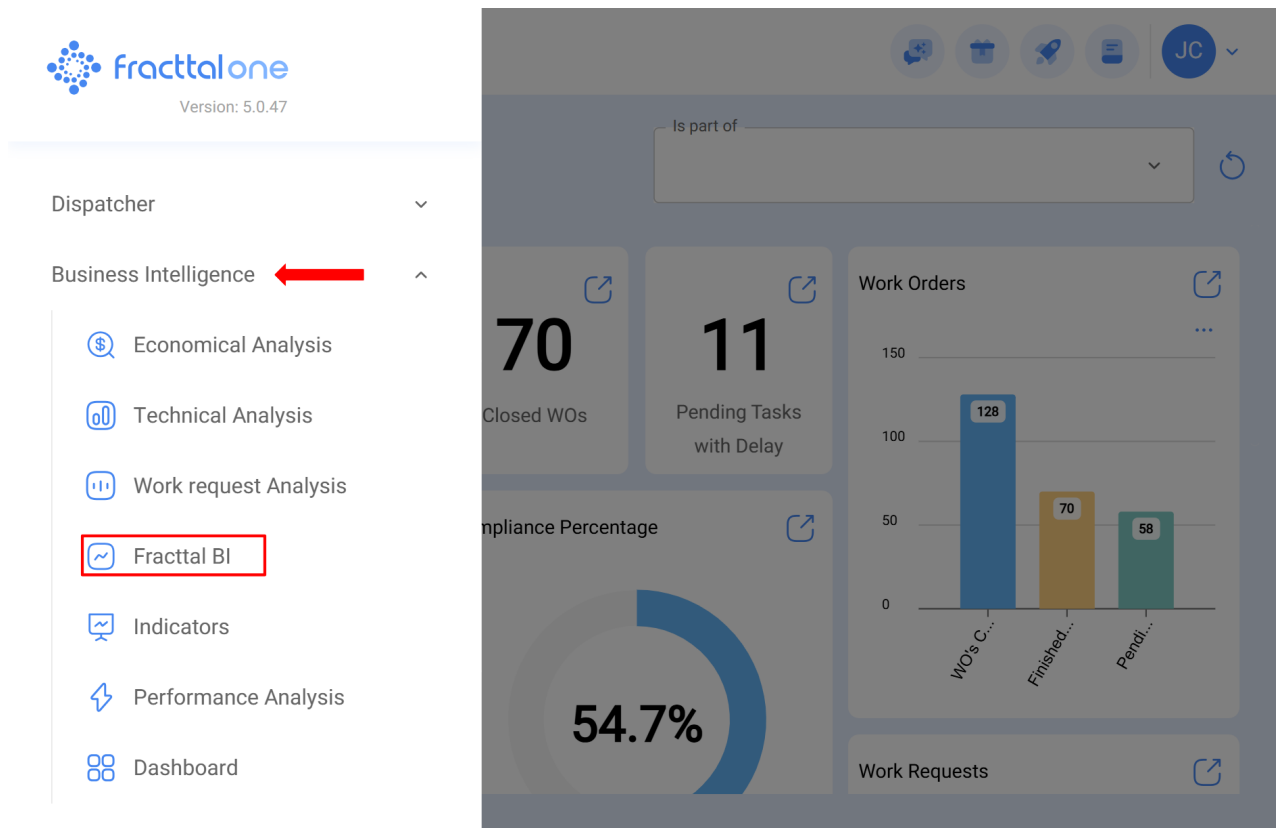 fracttal one
Version: 5.0.47
JC
Is part of
Dispatcher
Business Intelligence
Economical Analysis
Technical Analysis
Work request Analysis
Fracttal BI
Indicators
Performance Analysis
Dashboard
70
Closed WOs
11
Pending Tasks
with Delay
mpliance Percentage
54.7%
Work Orders
...
150
100
50
0
128
70
58
WO's C...
Finished...
Pendi...
Work Requests